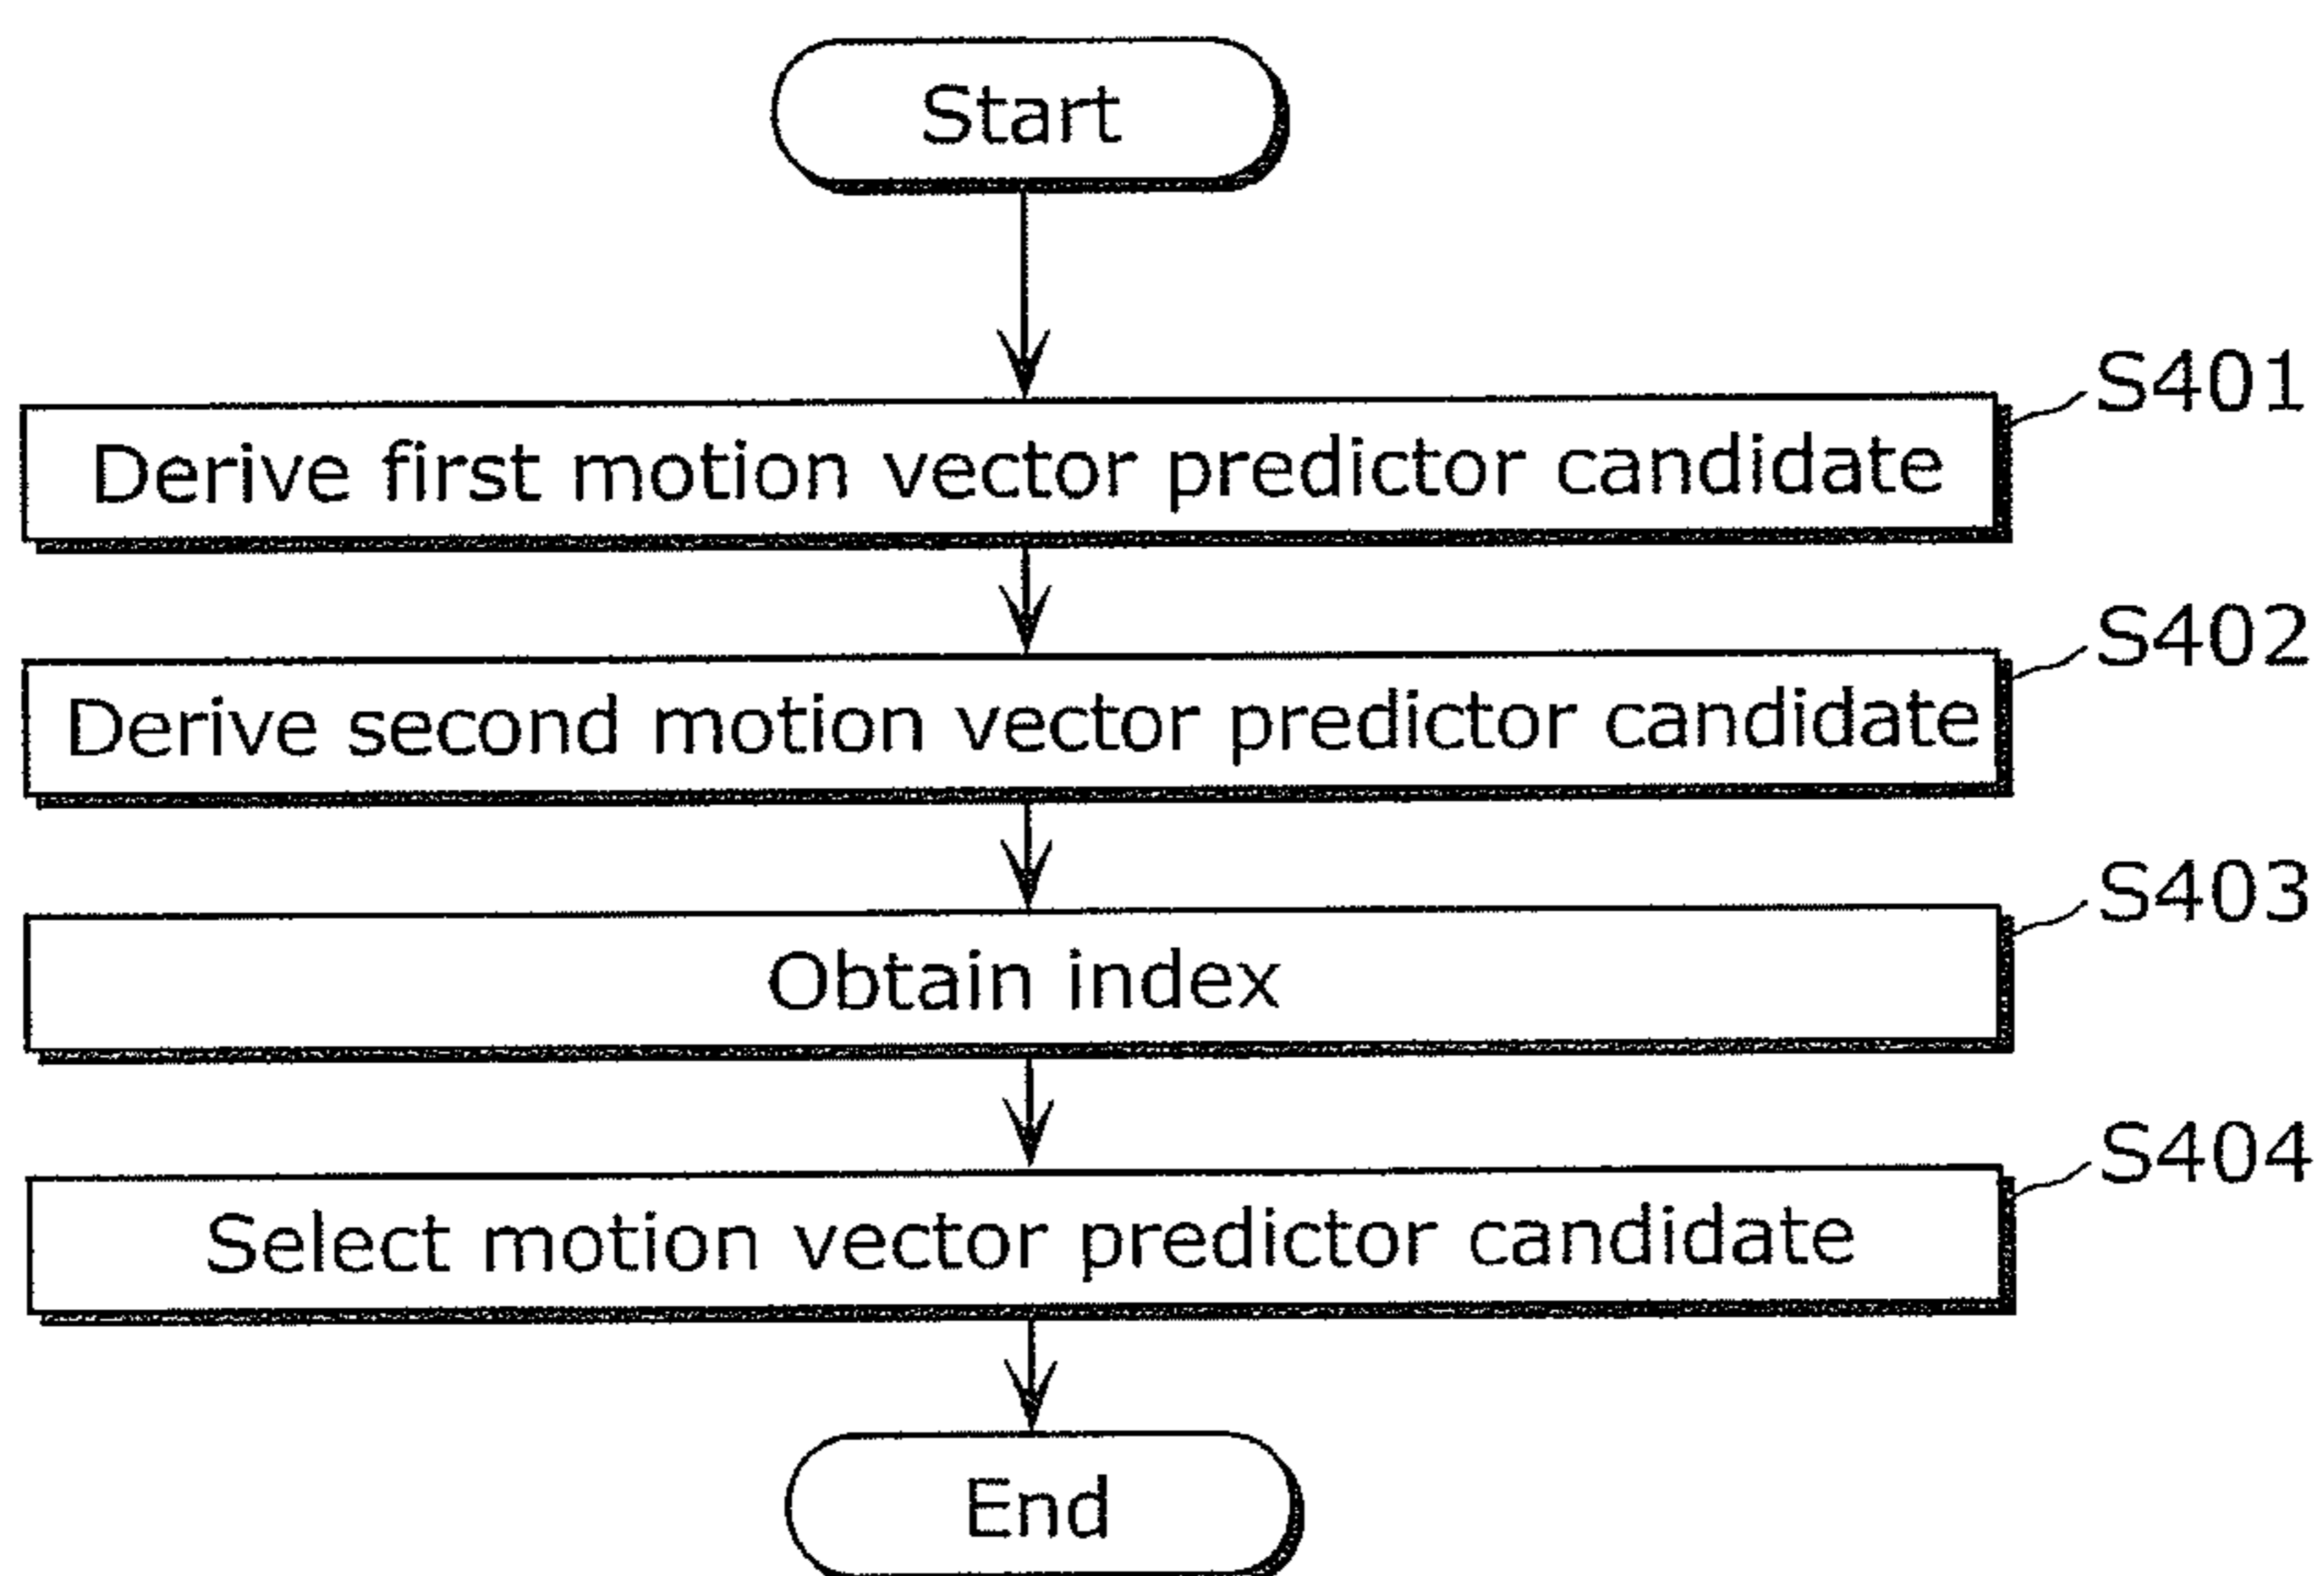 Start
S401
Derive first motion vector predictor candidate
S402
Derive second motion vector predictor candidate
S403
Obtain index
S404
Select motion vector predictor candidate
End